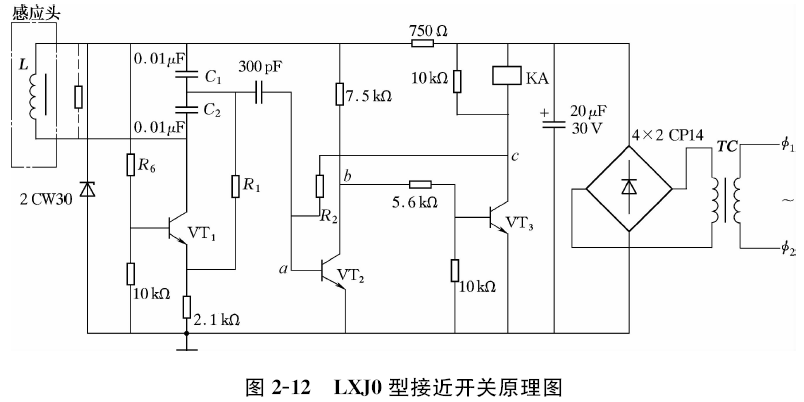 感应头
L
0.01μF
C1
C2
0.01μF
300 pF
750 Ω
7.5 kΩ
10 kΩ
KA
+
20 μF
30 V
4×2 CP14
TC
ϕ1
~
ϕ2
2 CW30
R6
R1
R2
VT1
a
b
c
5.6 kΩ
VT2
VT3
10 kΩ
2.1 kΩ
10 kΩ
图 2-12 LXJ0 型接近开关原理图